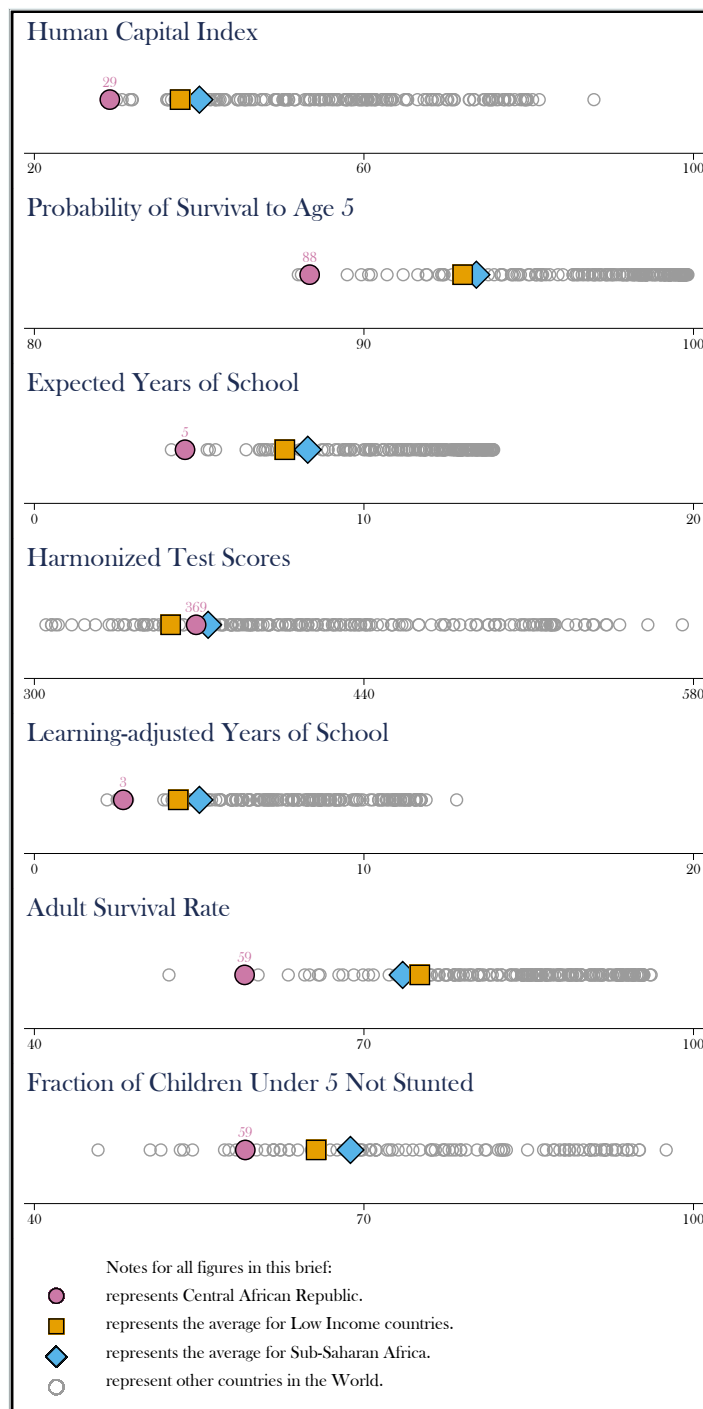 Human Capital Index
29
20 60 100
Probability of Survival to Age 5
88
80 90 100
Expected Years of School
5
0 10 20
Harmonized Test Scores
369
300 440 580
Learning-adjusted Years of School
3
0 10 20
Adult Survival Rate
59
40 70 100
Fraction of Children Under 5 Not Stunted
59
40 70 100
Notes for all figures in this brief:
represents Central African Republic.
represents the average for Low Income countries.
represents the average for Sub-Saharan Africa.
represent other countries in the World.